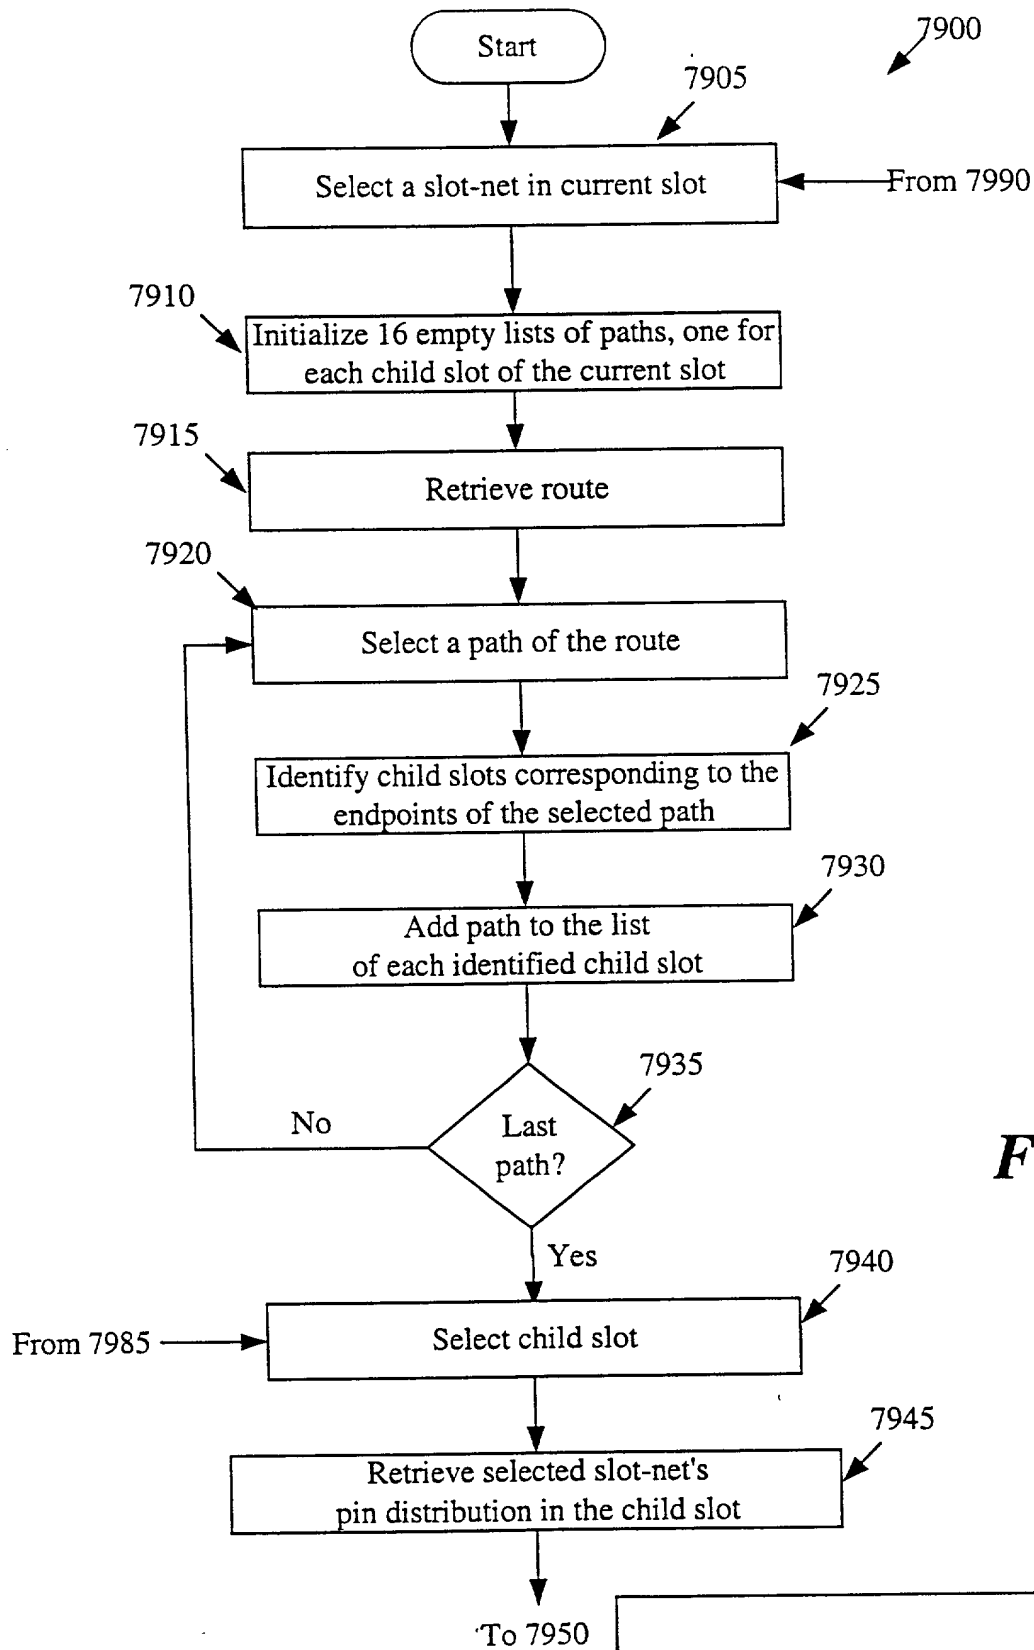 Start
7900
7905
Select a slot-net in current slot
From 7990
7910
Initialize 16 empty lists of paths, one for
each child slot of the current slot
7915
Retrieve route
7920
Select a path of the route
7925
Identify child slots corresponding to the
endpoints of the selected path
7930
Add path to the list
of each identified child slot
7935
Last
path?
No
F
Yes
7940
From 7985
Select child slot
7945
Retrieve selected slot-net's
pin distribution in the child slot
To 7950